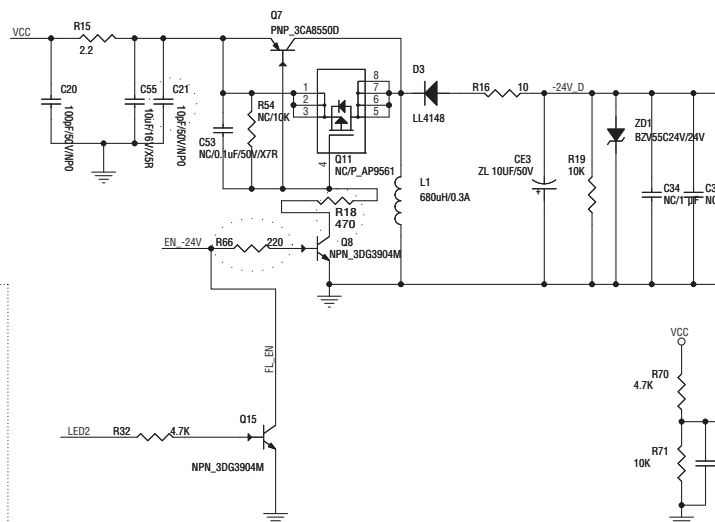 Q7
PNP_3CA8550D
VCC
R15
2.2
C20
100pf/50V/NP0
C55
10uF/16V/X5R
C21
10pF/50V/NP0
R54
NC/10K
C53
NC/0.1uF/50V/X7R
1
2
3
4
8
7
6
5
Q11
NC/P_AP9561
D3
LL4148
R16
10
-24V_D
ZD1
BZV55C24V/24V
CE3
ZL 10UF/50V
R19
10K
C34
NC/1 µF
L1
680uH/0.3A
R18
470
EN_-24V
R66
220
Q8
NPN_3DG3904M
FL_EN
LED2
R32
4.7K
Q15
NPN_3DG3904M
VCC
R70
4.7K
R71
10K